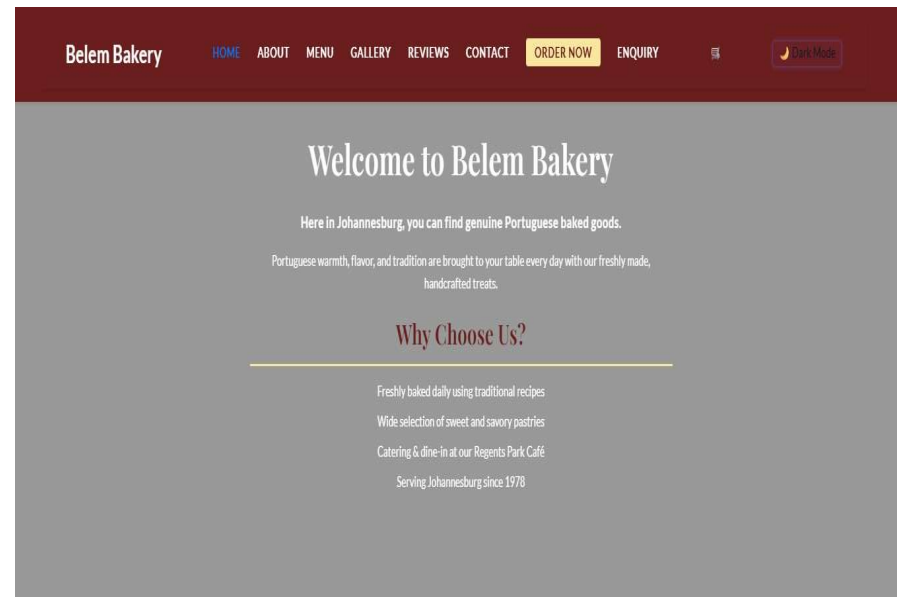 Belem Bakery HOME ABOUT MENU GALLERY REVIEWS CONTACT ORDER NOW ENQUIRY Dark Mode
Welcome to Belem Bakery
Here in Johannesburg, you can find genuine Portuguese baked goods.
Portuguese warmth, flavor, and tradition are brought to your table every day with our freshly made,
handcrafted treats.
Why Choose Us?
Freshly baked daily using traditional recipes
Wide selection of sweet and savory pastries
Catering & dine-in at our Regents Park Café
Serving Johannesburg since 1978